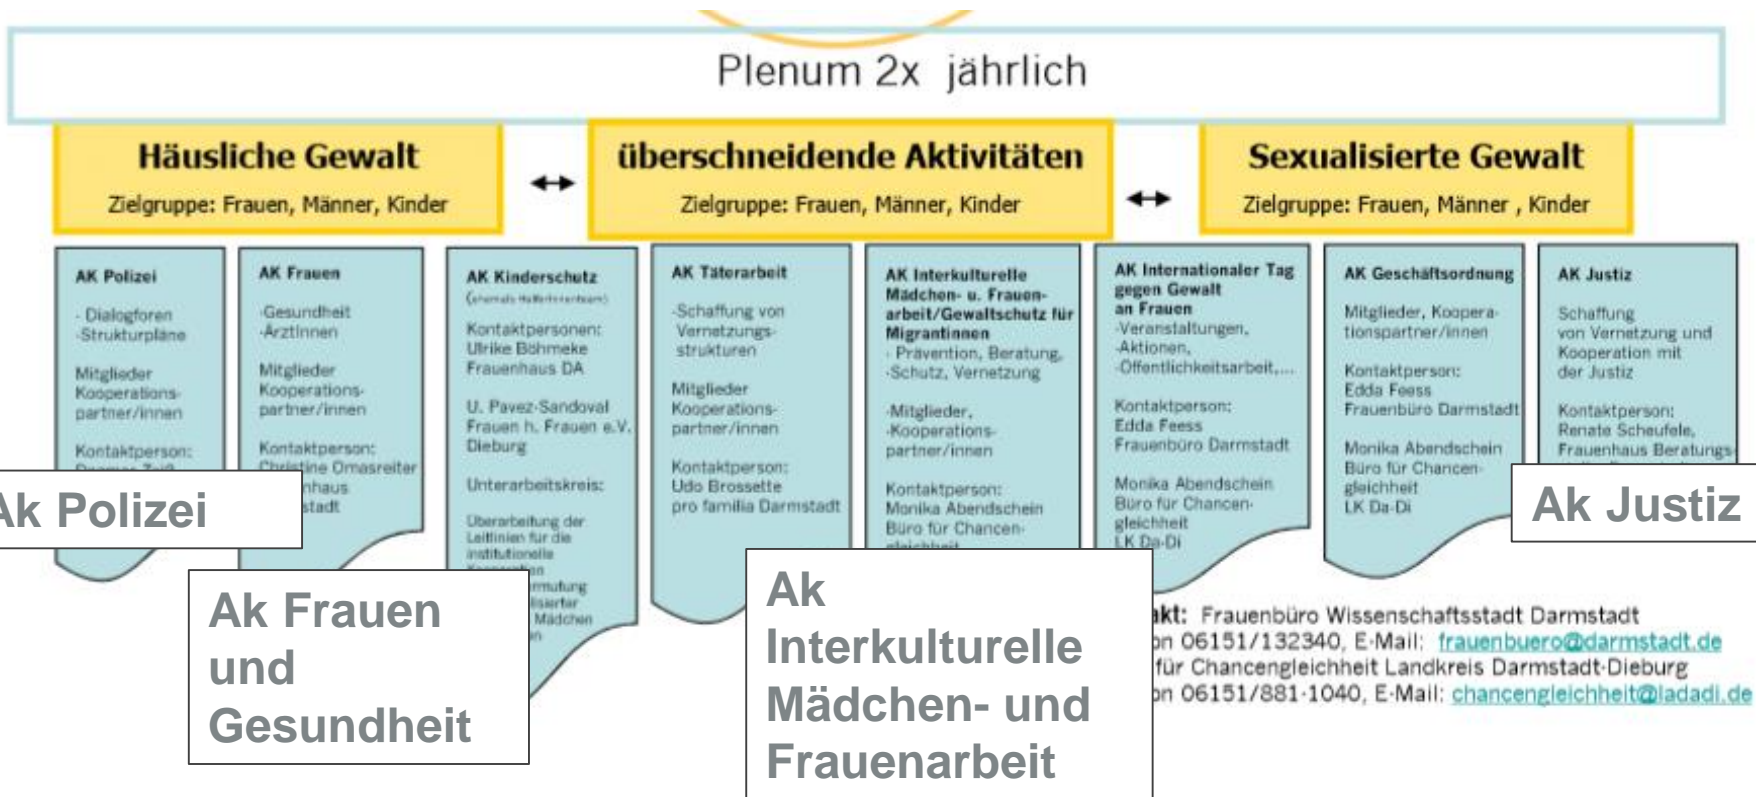 Plenum 2x jährlich
Häusliche Gewalt
Zielgruppe: Frauen, Männer, Kinder
überschneidende Aktivitäten
Zielgruppe: Frauen, Männer, Kinder
Sexualisierte Gewalt
Zielgruppe: Frauen, Männer , Kinder
AK Polizei
- Dialogforen
-Strukturpläne
Mitglieder
Kooperations-
partner/innen
Kontaktperson:
AK Frauen
-Gesundheit
-ÄrztInnen
Mitglieder
Kooperations-
partner/innen
Kontaktperson:
Christine Omasreiter
AK Kinderschutz
Kontaktpersonen:
Ulrike Böhmeke
Frauenhaus DA
U. Pavez-Sandoval
Frauen h. Frauen e.V.
Dieburg
Unterarbeitskreis:
Überarbeitung der
Leitlinien für die
institutionelle
Kooperation
Mädchen
AK Täterarbeit
-Schaffung von
Vernetzungs-
strukturen
Mitglieder
Kooperations-
partner/innen
Kontaktperson:
Udo Brossette
pro familia Darmstadt
AK Interkulturelle
Mädchen- u. Frauen-
arbeit/Gewaltschutz für
Migrantinnen
- Prävention, Beratung,
-Schutz, Vernetzung
-Mitglieder,
-Kooperations-
partner/innen
Kontaktperson:
Monika Abendschein
Büro für Chancen-
gleichheit
AK Internationaler Tag
gegen Gewalt
an Frauen
-Veranstaltungen,
-Aktionen,
-Öffentlichkeitsarbeit,...
Kontaktperson:
Edda Feess
Frauenbüro Darmstadt
Monika Abendschein
Büro für Chancen-
gleichheit
LK Da-Di
AK Geschäftsordnung
Mitglieder, Koopera-
tionspartner/innen
Kontaktperson:
Edda Feess
Frauenbüro Darmstadt
Monika Abendschein
Büro für Chancen-
gleichheit
LK Da-Di
AK Justiz
Schaffung
von Vernetzung und
Kooperation mit
der Justiz
Kontaktperson:
Renate Scheufele,
Frauenhaus Beratungs-
Ak Polizei
Ak Frauen
und
Gesundheit
Ak
Interkulturelle
Mädchen- und
Frauenarbeit
Ak Justiz
akt: Frauenbüro Wissenschaftsstadt Darmstadt
on 06151/132340, E-Mail: frauenbuero@darmstadt.de
für Chancengleichheit Landkreis Darmstadt-Dieburg
on 06151/881-1040, E-Mail: chancengleichheit@ladadi.de